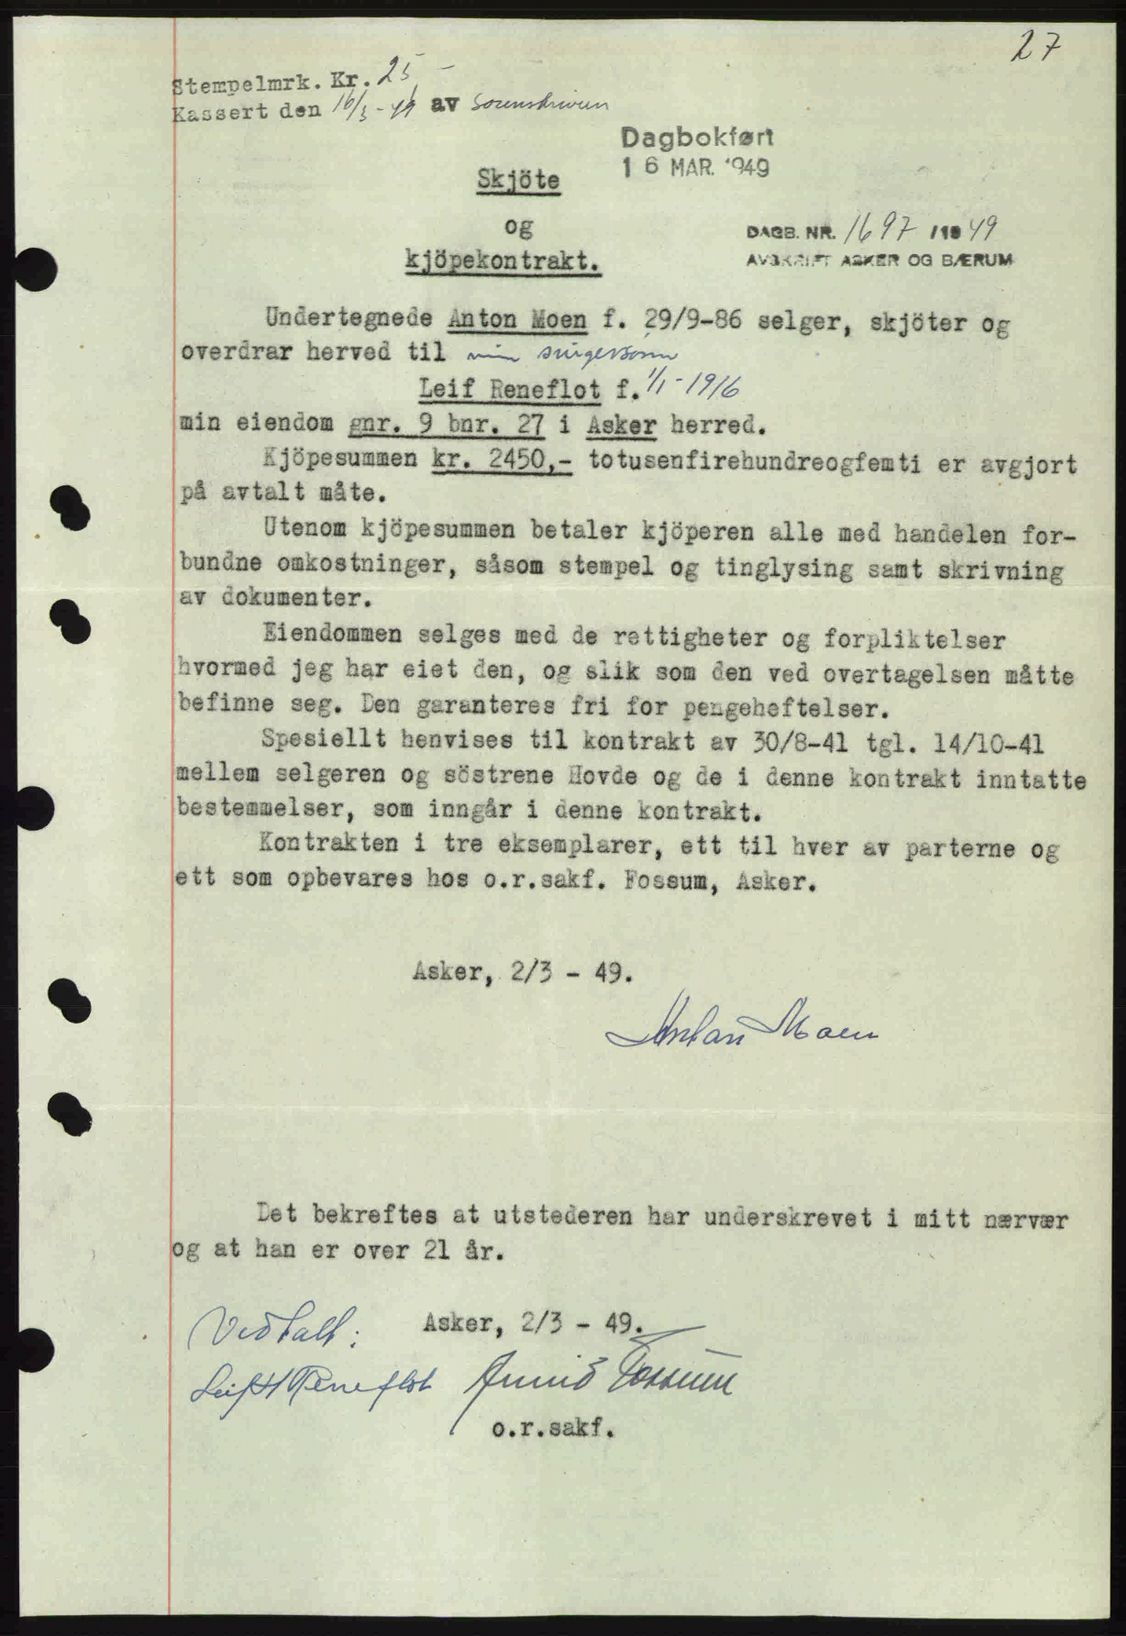 27
Stempelmrk. Kr. 25 -
Kassert den 16/3-49 av Sorenskriveren
Dagbokført
16 MAR. 1949
Skjöte
og
kjöpekontrakt.
DAGB. NR. 1697 /19 49
AVSKRIFT ASKER OG BÆRUM
Undertegnede Anton Moen f. 29/9-86 selger, skjöter og
overdrar herved til min svigersönn
Leif Reneflot f. 1/1-1916
min eiendom gnr. 9 bnr. 27 i Asker herred.
Kjöpesummen kr. 2450,- totusenfirehundreogfemti er avgjort
på avtalt måte.
Utenom kjöpesummen betaler kjöperen alle med handelen for-
bundne omkostninger, såsom stempel og tinglysing samt skrivning
av dokumenter.
Eiendommen selges med de rettigheter og forpliktelser
hvormed jeg har eiet den, og slik som den ved overtagelsen måtte
befinne seg. Den garanteres fri for pengeheftelser.
Spesiellt henvises til kontrakt av 30/8-41 tgl. 14/10-41
mellem selgeren og söstrene Hovde og de i denne kontrakt inntatte
bestemmelser, som inngår i denne kontrakt.
Kontrakten i tre eksemplarer, ett til hver av parterne og
ett som opbevares hos o.r.sakf. Fossum, Asker.
Asker, 2/3 - 49.
Anton Moen
Det bekreftes at utstederen har underskrevet i mitt nærvær
og at han er over 21 år.
Vedtatt: Asker, 2/3 - 49.
Leif Reneflot Arvid Fossum
o.r.sakf.